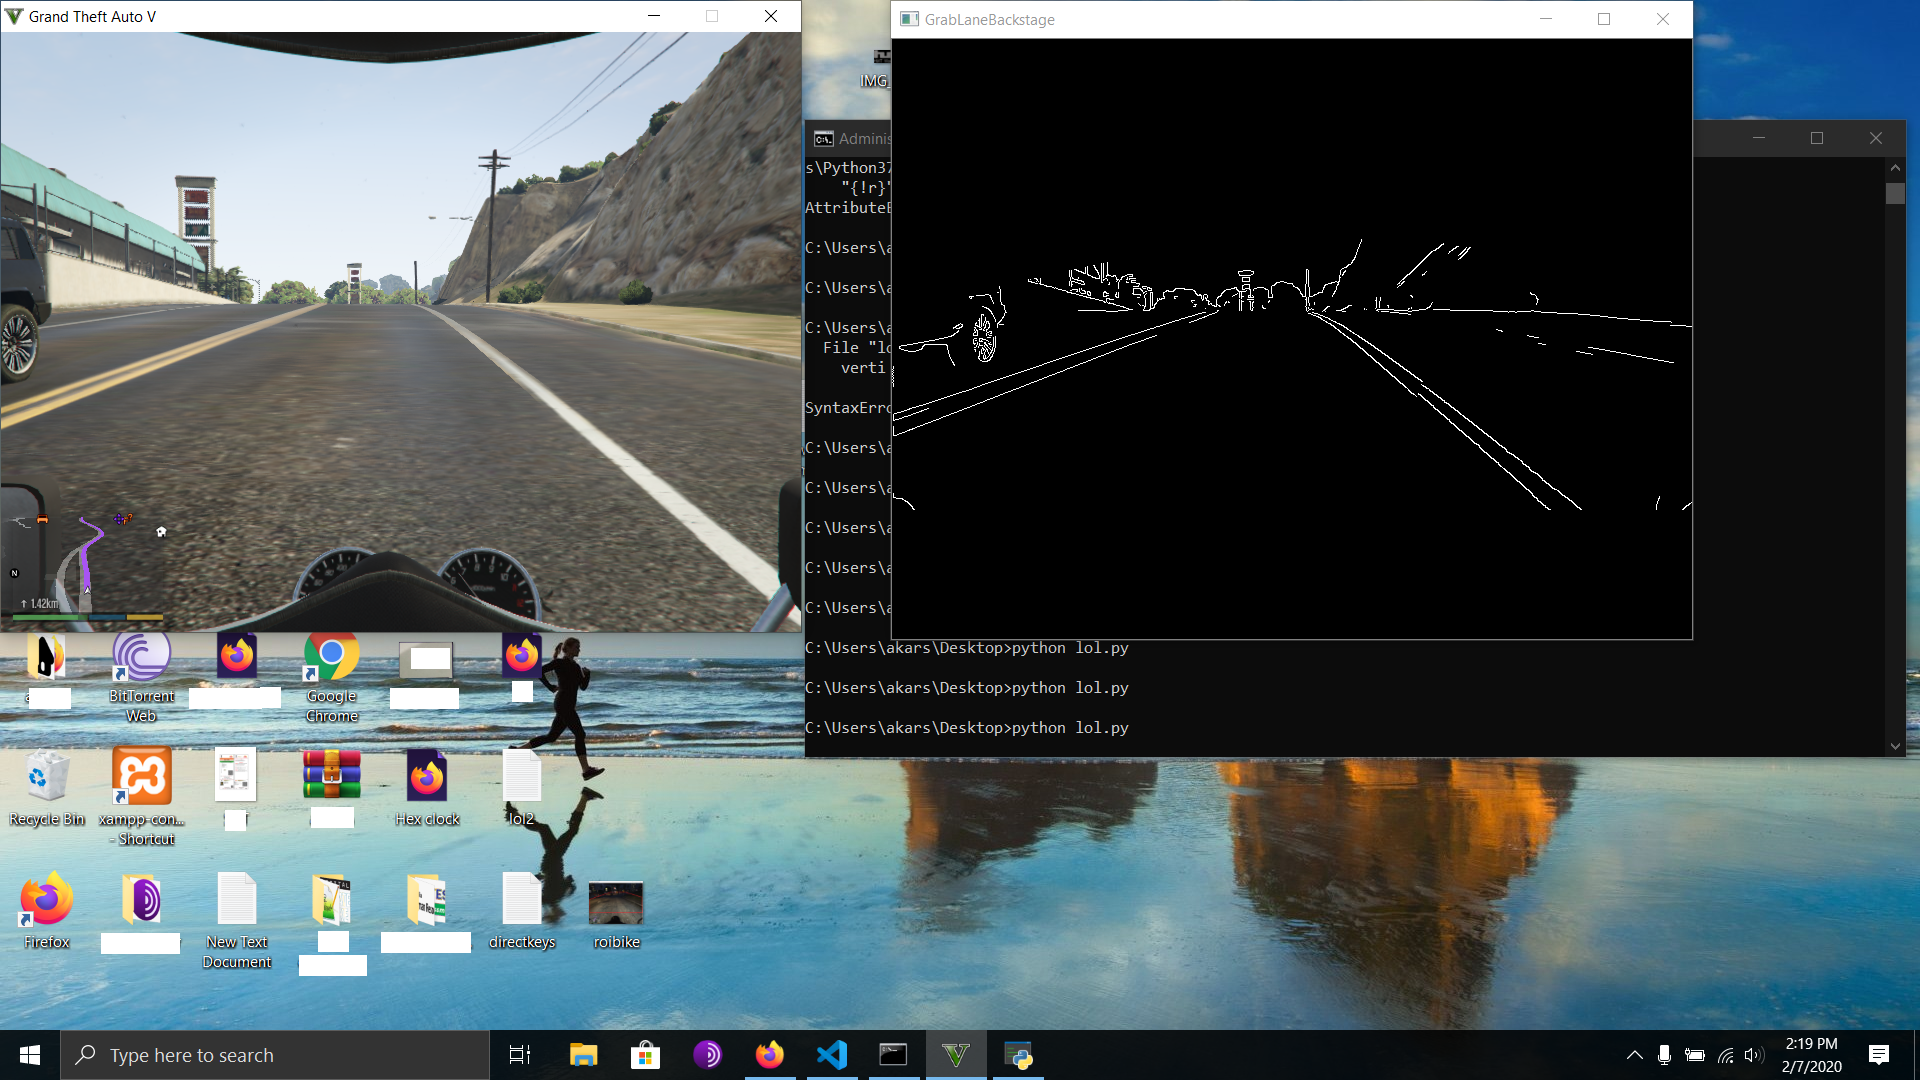 Grand Theft Auto V
N
1.42km
GrabLaneBackstage
IMG_
Adminis
s\Python37
"{!r}"
AttributeE
C:\Users\a
C:\Users\a
C:\Users\a
File "lo
verti
SyntaxErro
C:\Users\a
C:\Users\a
C:\Users\a
C:\Users\a
C:\Users\a
C:\Users\akars\Desktop>python lol.py
C:\Users\akars\Desktop>python lol.py
C:\Users\akars\Desktop>python lol.py
BitTorrent
Web
Google
Chrome
Recycle Bin
xampp-con...
- Shortcut
Hex clock
lol2
Firefox
New Text
Document
directkeys
roibike
Type here to search
2:19 PM
2/7/2020